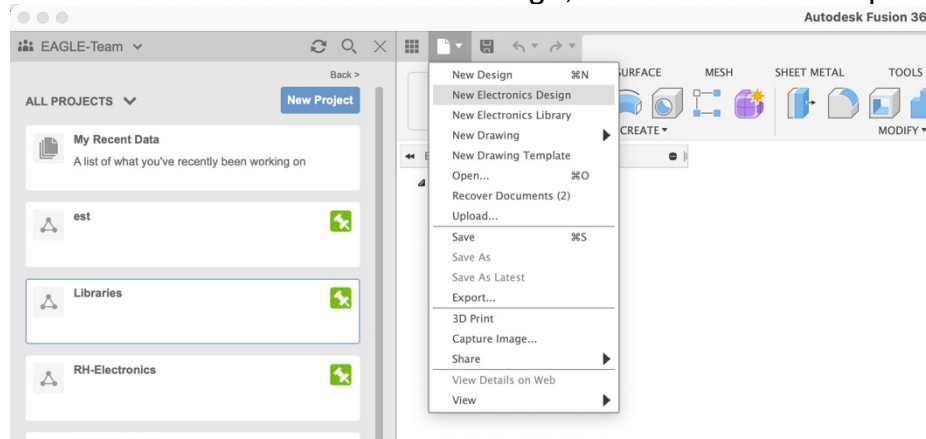 Autodesk Fusion 36
EAGLE-Team
Back >
ALL PROJECTS
New Project
My Recent Data
A list of what you've recently been working on
est
Libraries
RH-Electronics
New Design ⌘N
New Electronics Design
New Electronics Library
New Drawing
New Drawing Template
Open... ⌘O
Recover Documents (2)
Upload...
Save ⌘S
Save As
Save As Latest
Export...
3D Print
Capture Image...
Share
View Details on Web
View
URFACE
MESH
SHEET METAL
TOOLS
CREATE
MODIFY